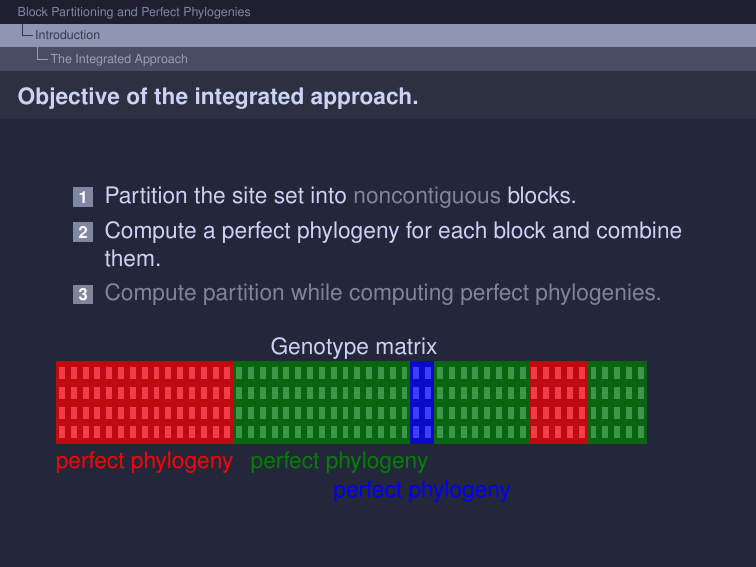 Block Partitioning and Perfect Phylogenies
Introduction
The Integrated Approach
Objective of the integrated approach.
1 Partition the site set into noncontiguous blocks.
2 Compute a perfect phylogeny for each block and combine
them.
3 Compute partition while computing perfect phylogenies.
Genotype matrix
perfect phylogeny perfect phylogeny
perfect phylogeny